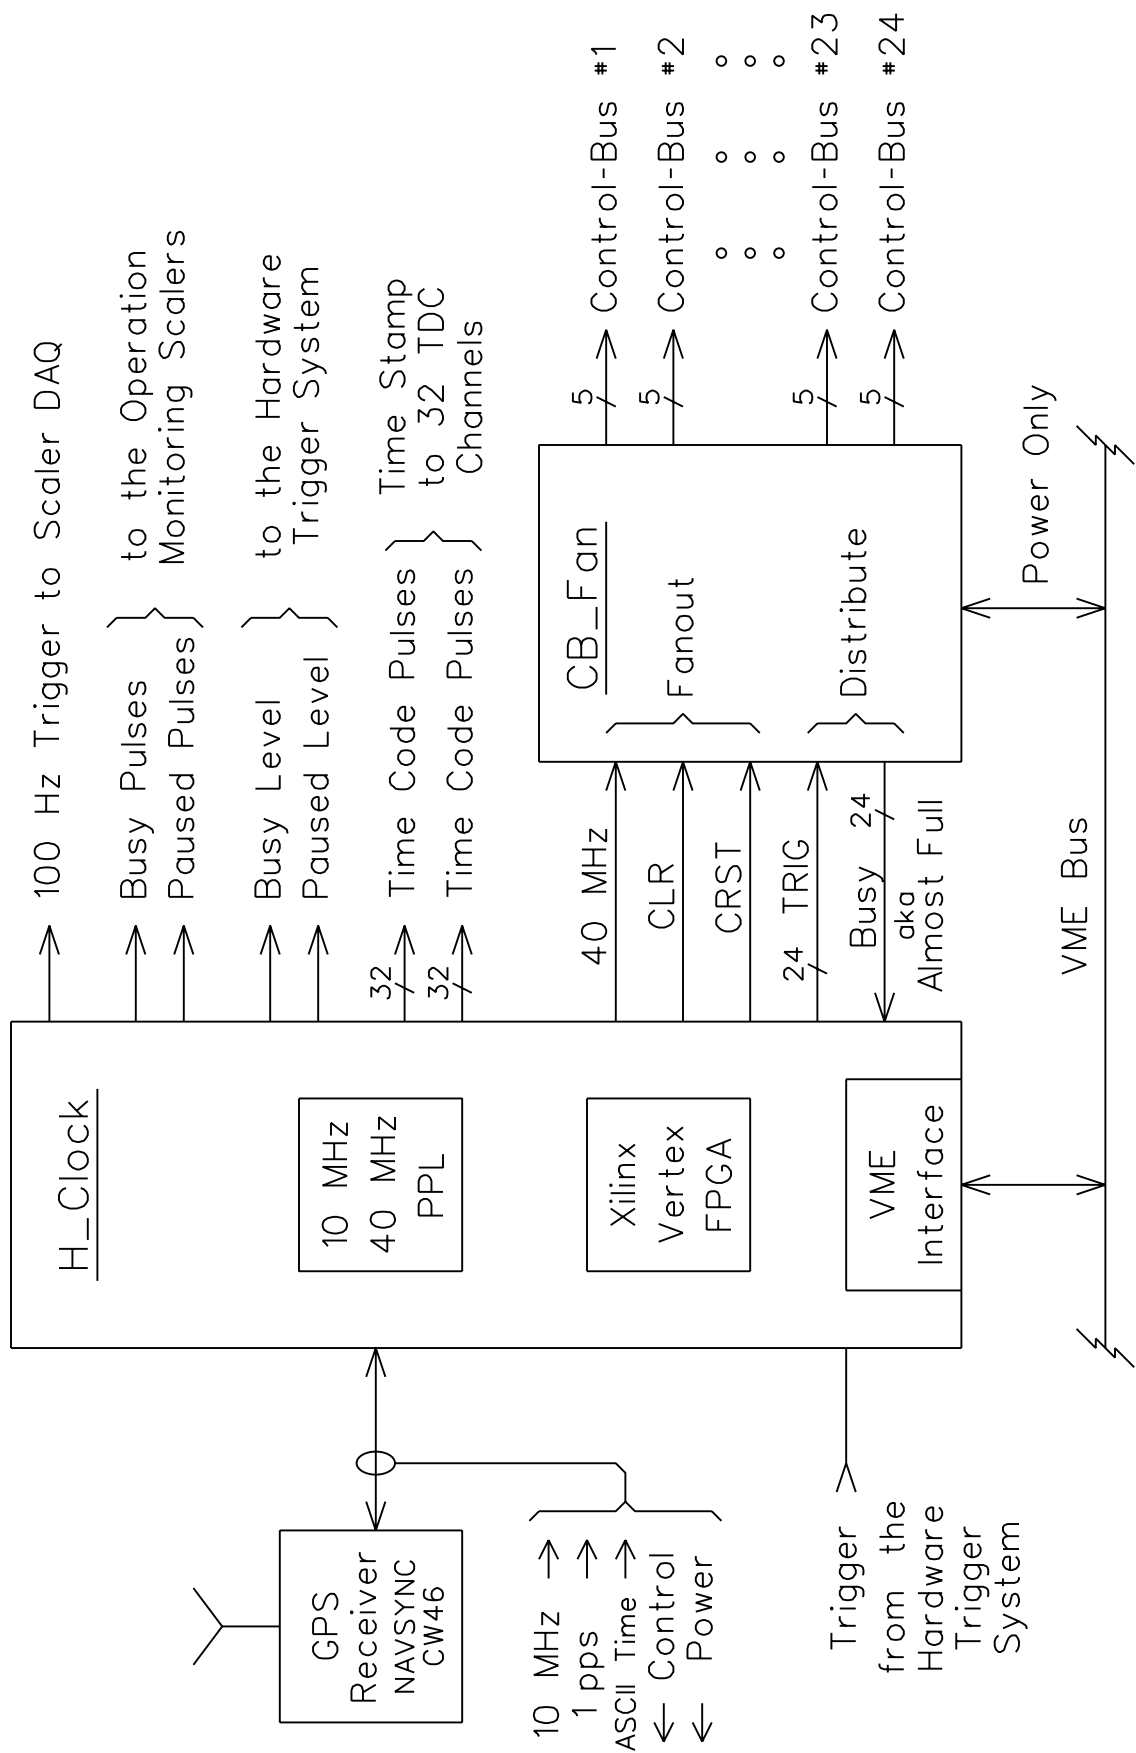 GPS
Receiver
NAVSYNC
CW46
10 MHz
1 pps
ASCII Time
Control
Power
Trigger
from the
Hardware
Trigger
System
H_Clock
10 MHz
40 MHz
PPL
Xilinx
Vertex
FPGA
VME
Interface
100 Hz Trigger to Scaler DAQ
Busy Pulses
Paused Pulses
to the Operation
Monitoring Scalers
Busy Level
Paused Level
to the Hardware
Trigger System
32
Time Code Pulses
32
Time Code Pulses
Time Stamp
to 32 TDC
Channels
40 MHz
CLR
CRST
24 TRIG
Busy 24
aka
Almost Full
CB_Fan
Fanout
Distribute
5
Control-Bus #1
5
Control-Bus #2
5
Control-Bus #23
5
Control-Bus #24
Power Only
VME Bus